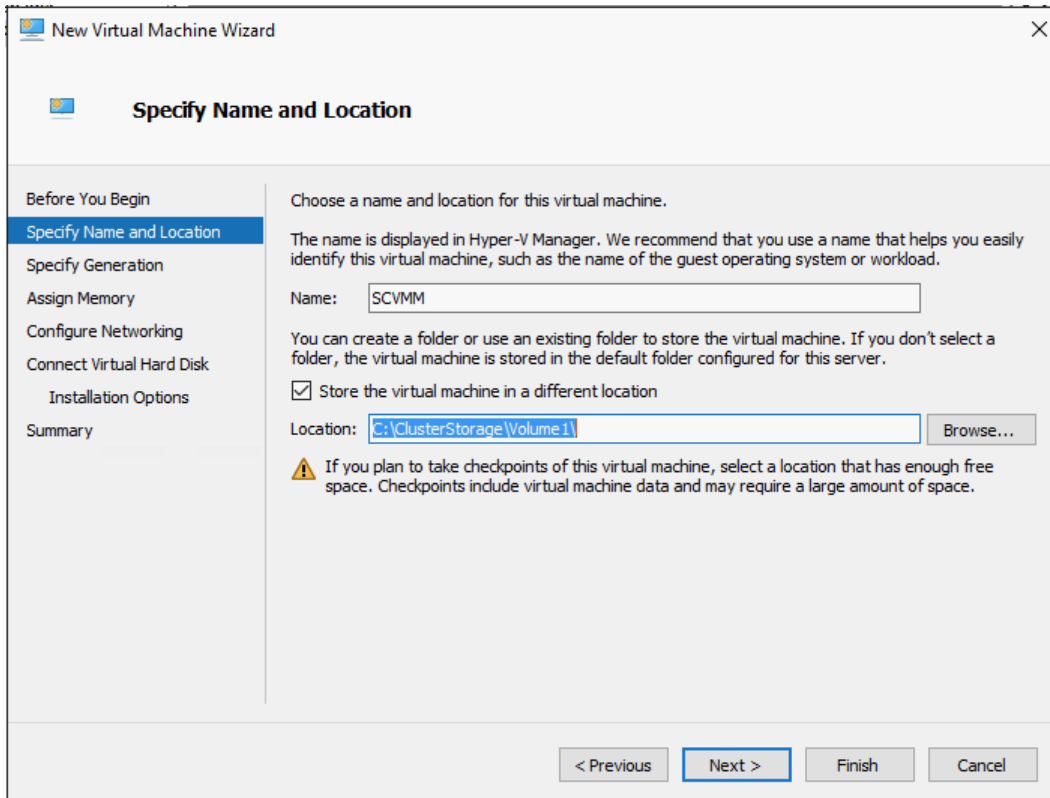 New Virtual Machine Wizard
Specify Name and Location
Before You Begin
Specify Name and Location
Specify Generation
Assign Memory
Configure Networking
Connect Virtual Hard Disk
Installation Options
Summary
Choose a name and location for this virtual machine.
The name is displayed in Hyper-V Manager. We recommend that you use a name that helps you easily
identify this virtual machine, such as the name of the guest operating system or workload.
Name: SCVMM
You can create a folder or use an existing folder to store the virtual machine. If you don't select a
folder, the virtual machine is stored in the default folder configured for this server.
Store the virtual machine in a different location
Location: C:\ClusterStorage\Volume1\ Browse...
If you plan to take checkpoints of this virtual machine, select a location that has enough free
space. Checkpoints include virtual machine data and may require a large amount of space.
< Previous Next > Finish Cancel